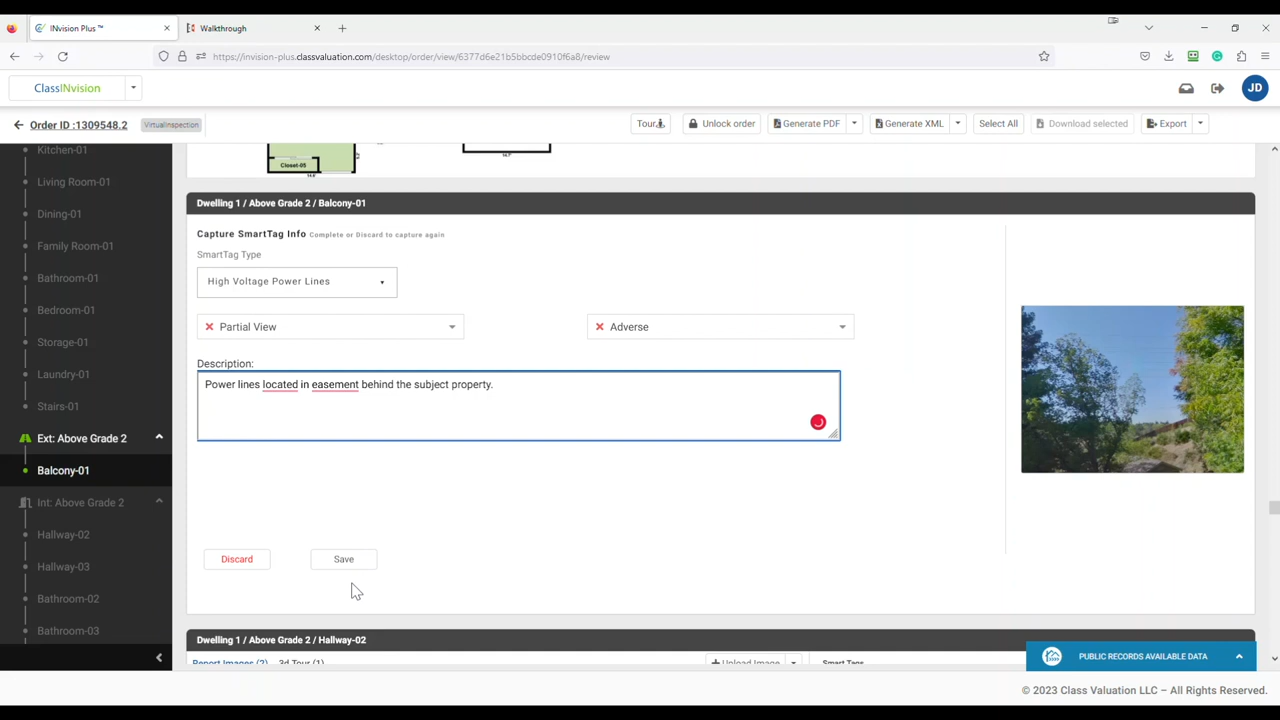 INvision Plus ™
Walkthrough
https://invision-plus.classvaluation.com/desktop/order/view/6377d6e21b5bbcde0910f6a8/review
ClassINvision
JD
Order ID :1309548.2
VirtualInspection
Tour
Unlock order
Generate PDF
Generate XML
Select All
Download selected
Export
Kitchen-01
Living Room-01
Dining-01
Family Room-01
Bathroom-01
Bedroom-01
Storage-01
Laundry-01
Stairs-01
Ext: Above Grade 2
Balcony-01
Int: Above Grade 2
Hallway-02
Hallway-03
Bathroom-02
Bathroom-03
Closet-05
14.7'
Dwelling 1 / Above Grade 2 / Balcony-01
Capture SmartTag Info Complete or Discard to capture again
SmartTag Type
High Voltage Power Lines
Partial View
Adverse
Description:
Power lines located in easement behind the subject property.
Discard
Save
Dwelling 1 / Above Grade 2 / Hallway-02
Report Images (2)
3d Tour (1)
Upload Image
Smart Tags
PUBLIC RECORDS AVAILABLE DATA
© 2023 Class Valuation LLC – All Rights Reserved.